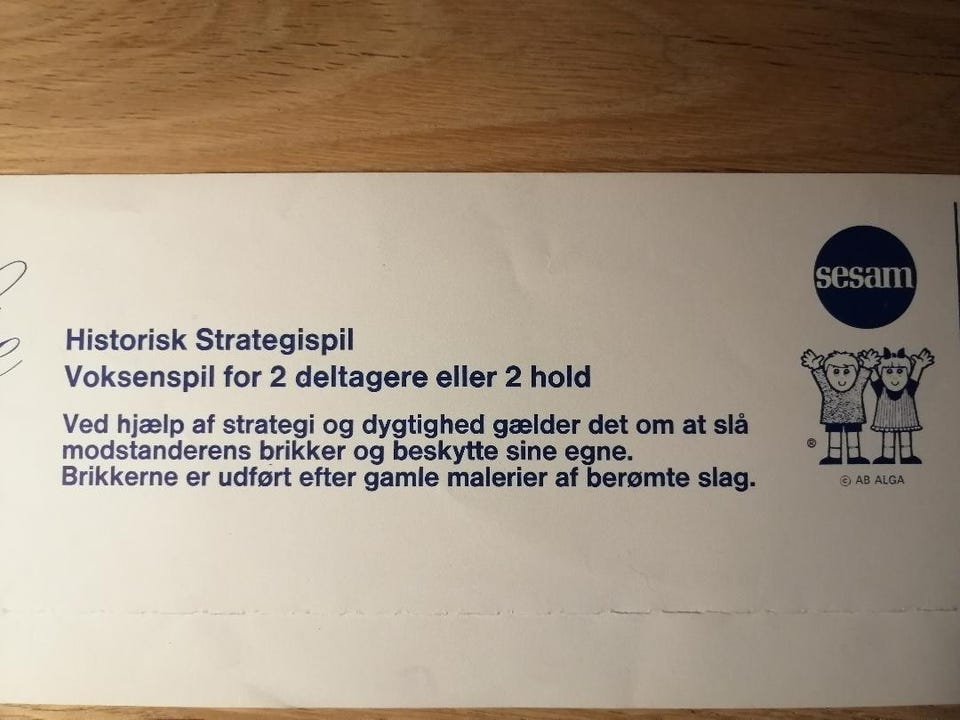 sesam
Historisk Strategispil
Voksenspil for 2 deltagere eller 2 hold
Ved hjælp af strategi og dygtighed gælder det om at slå
modstanderens brikker og beskytte sine egne.
Brikkerne er udført efter gamle malerier af berømte slag.
®
© AB ALGA